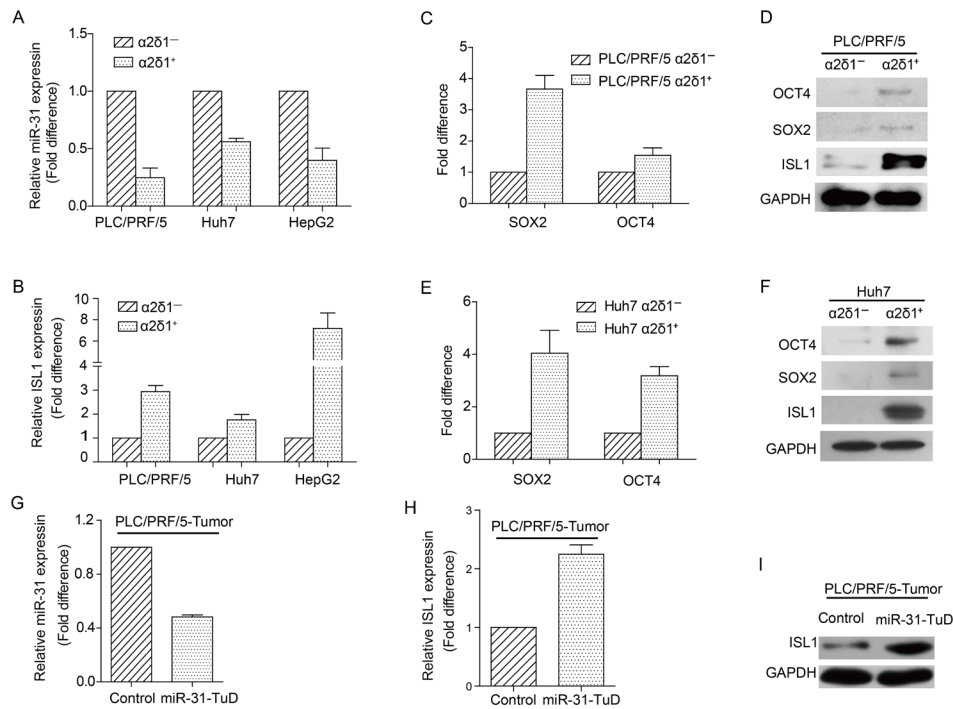 A
Relative miR-31 expressin
(Fold difference)
1.5
1.0
0.5
0.0
α2δ1—
α2δ1+
PLC/PRF/5
Huh7
HepG2
C
Fold difference
6
4
2
1
0
PLC/PRF/5 α2δ1−
PLC/PRF/5 α2δ1+
SOX2
OCT4
D
PLC/PRF/5
α2δ1− α2δ1+
OCT4
SOX2
ISL1
GAPDH
B
Relative ISL1 expressin
(Fold difference)
10
8
6
4
3
2
1
0
α2δ1—
α2δ1+
PLC/PRF/5
Huh7
HepG2
E
Fold difference
6
4
2
0
Huh7 α2δ1−
Huh7 α2δ1+
SOX2
OCT4
F
Huh7
α2δ1− α2δ1+
OCT4
SOX2
ISL1
GAPDH
G
Relative miR-31 expressin
(Fold difference)
1.2
0.8
0.4
0.0
PLC/PRF/5-Tumor
Control miR-31-TuD
H
Relative ISL1 expressin
(Fold difference)
3
2
1
0
PLC/PRF/5-Tumor
Control miR-31-TuD
I
PLC/PRF/5-Tumor
Control miR-31-TuD
ISL1
GAPDH